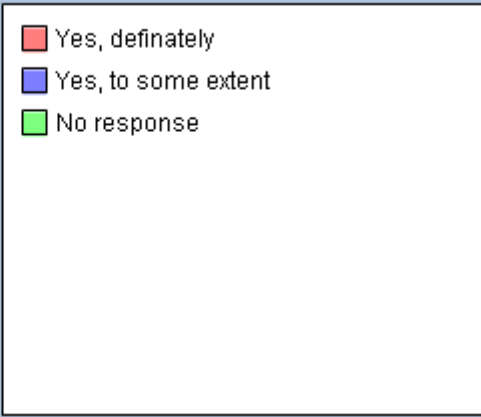 Yes, definately
Yes, to some extent
No response